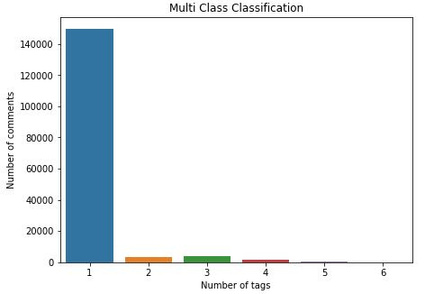 Multi Class Classification
140000
120000
100000
80000
60000
40000
20000
0
Number of comments
1 2 3 4 5 6
Number of tags